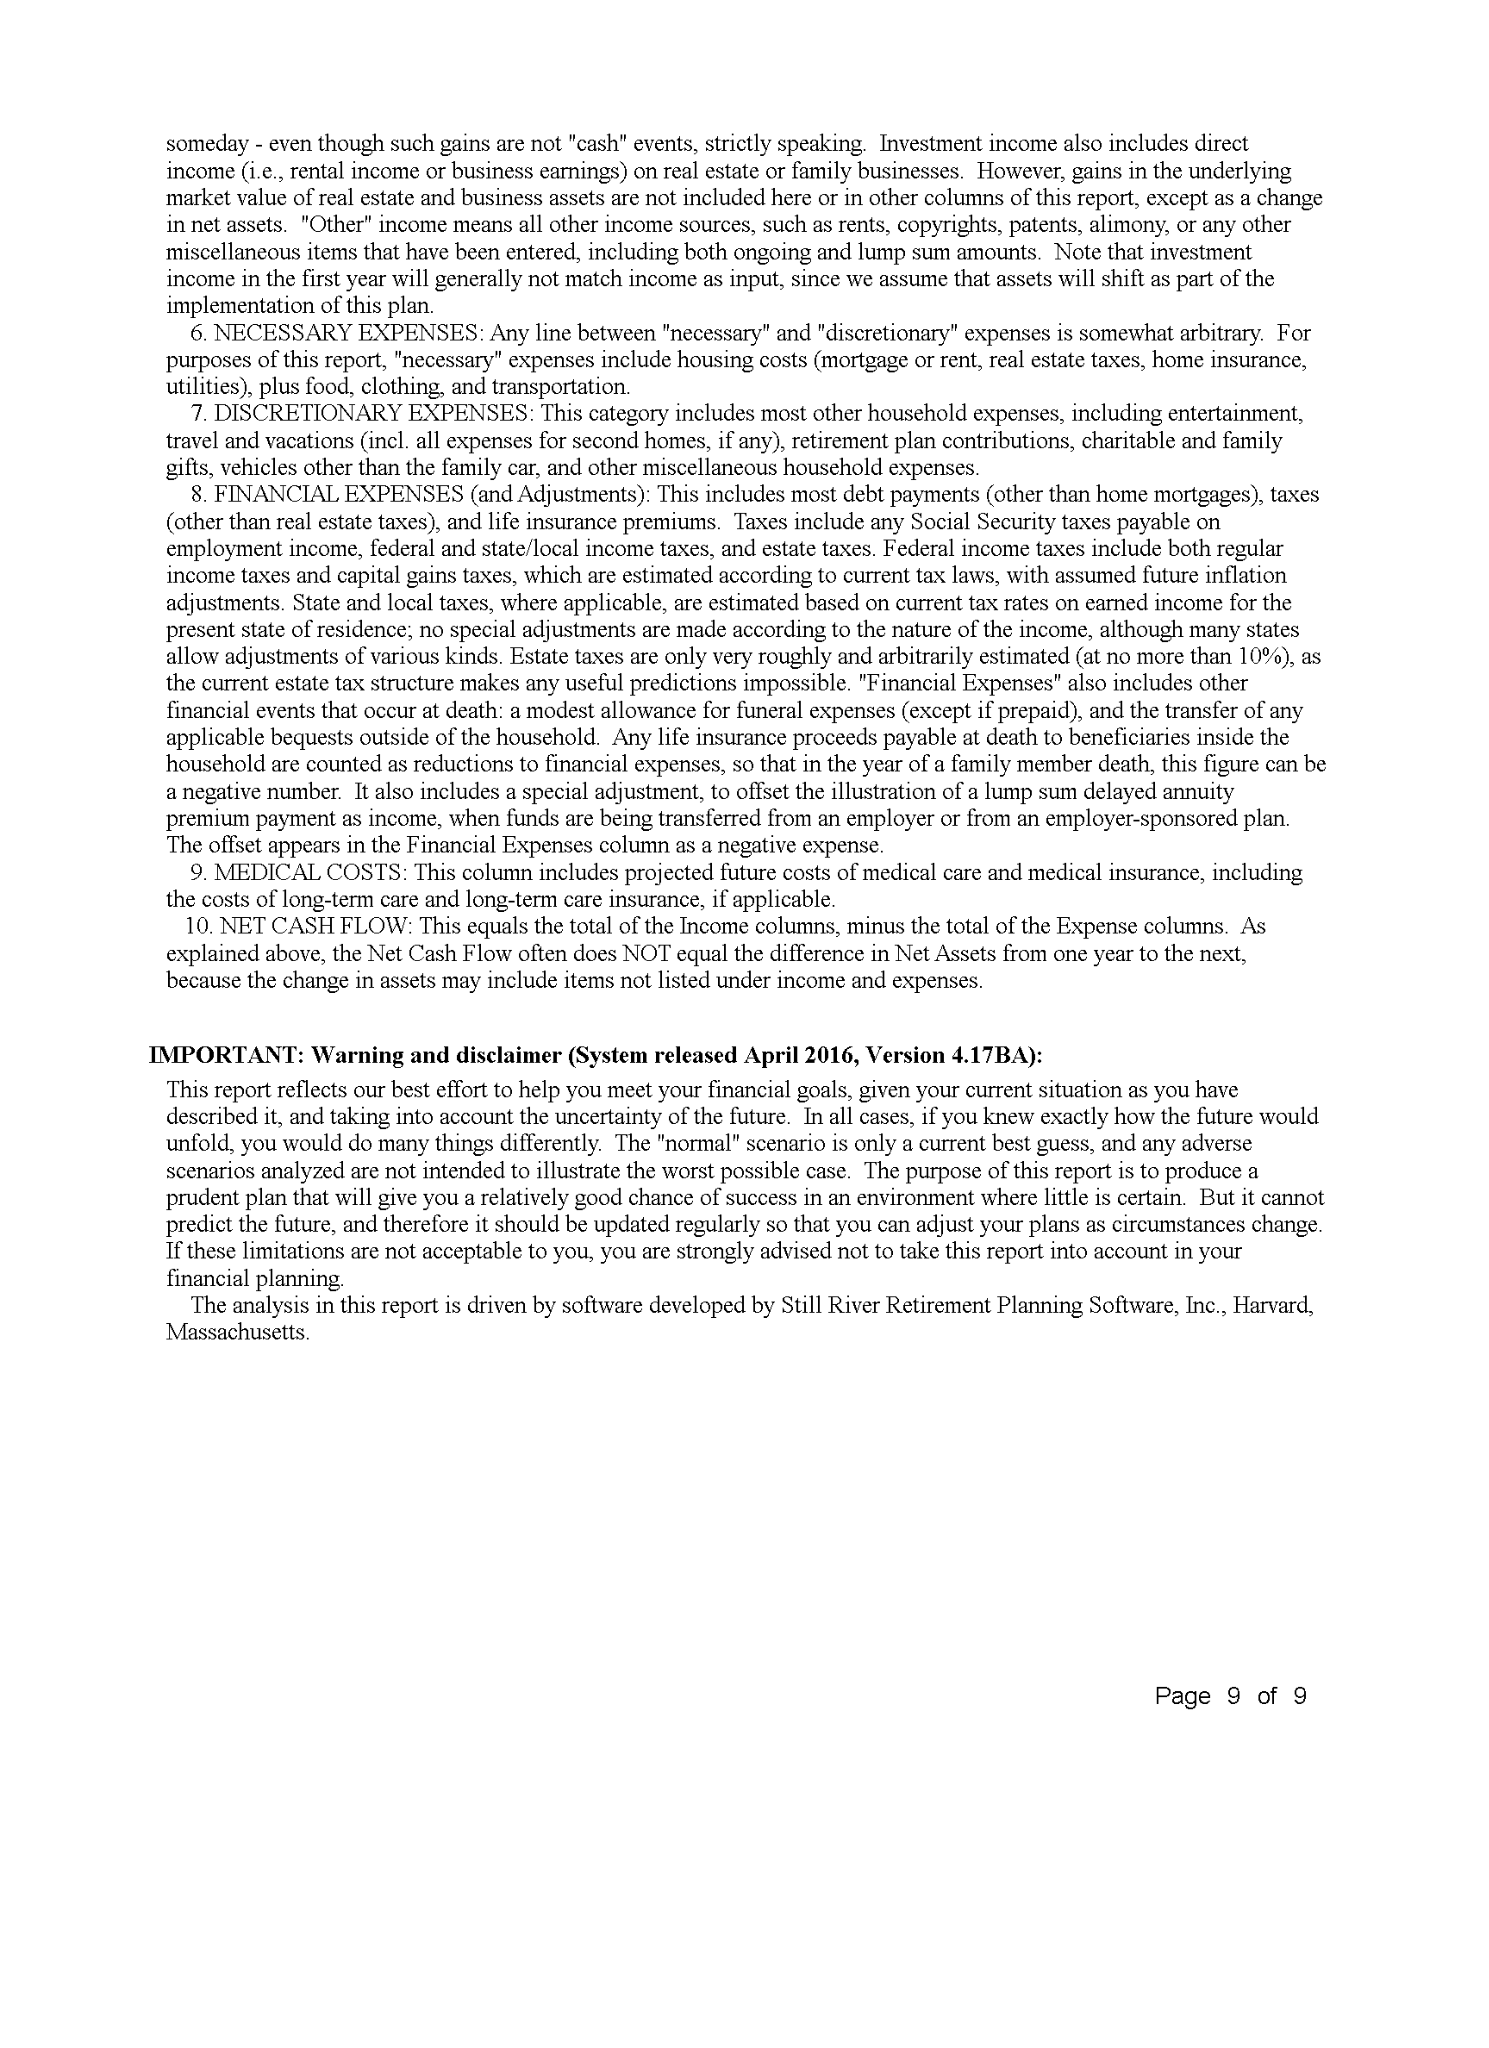 someday - even though such gains are not "cash" events, strictly speaking.  Investment income also includes direct
income (i.e., rental income or business earnings) on real estate or family businesses.  However, gains in the underlying
market value of real estate and business assets are not included here or in other columns of this report, except as a change
in net assets.  "Other" income means all other income sources, such as rents, copyrights, patents, alimony, or any other
miscellaneous items that have been entered, including both ongoing and lump sum amounts.  Note that investment
income in the first year will generally not match income as input, since we assume that assets will shift as part of the
implementation of this plan.
6. NECESSARY EXPENSES: Any line between "necessary" and "discretionary" expenses is somewhat arbitrary.  For
purposes of this report, "necessary" expenses include housing costs (mortgage or rent, real estate taxes, home insurance,
utilities), plus food, clothing, and transportation.
7. DISCRETIONARY EXPENSES: This category includes most other household expenses, including entertainment,
travel and vacations (incl. all expenses for second homes, if any), retirement plan contributions, charitable and family
gifts, vehicles other than the family car, and other miscellaneous household expenses.
8. FINANCIAL EXPENSES (and Adjustments): This includes most debt payments (other than home mortgages), taxes
(other than real estate taxes), and life insurance premiums.  Taxes include any Social Security taxes payable on
employment income, federal and state/local income taxes, and estate taxes. Federal income taxes include both regular
income taxes and capital gains taxes, which are estimated according to current tax laws, with assumed future inflation
adjustments. State and local taxes, where applicable, are estimated based on current tax rates on earned income for the
present state of residence; no special adjustments are made according to the nature of the income, although many states
allow adjustments of various kinds. Estate taxes are only very roughly and arbitrarily estimated (at no more than 10%), as
the current estate tax structure makes any useful predictions impossible. "Financial Expenses" also includes other
financial events that occur at death: a modest allowance for funeral expenses (except if prepaid), and the transfer of any
applicable bequests outside of the household.  Any life insurance proceeds payable at death to beneficiaries inside the
household are counted as reductions to financial expenses, so that in the year of a family member death, this figure can be
a negative number.  It also includes a special adjustment, to offset the illustration of a lump sum delayed annuity
premium payment as income, when funds are being transferred from an employer or from an employer-sponsored plan.
The offset appears in the Financial Expenses column as a negative expense.
9. MEDICAL COSTS: This column includes projected future costs of medical care and medical insurance, including
the costs of long-term care and long-term care insurance, if applicable.
10. NET CASH FLOW: This equals the total of the Income columns, minus the total of the Expense columns.  As
explained above, the Net Cash Flow often does NOT equal the difference in Net Assets from one year to the next,
because the change in assets may include items not listed under income and expenses.
IMPORTANT: Warning and disclaimer (System released April 2016, Version 4.17BA):
This report reflects our best effort to help you meet your financial goals, given your current situation as you have
described it, and taking into account the uncertainty of the future.  In all cases, if you knew exactly how the future would
unfold, you would do many things differently.  The "normal" scenario is only a current best guess, and any adverse
scenarios analyzed are not intended to illustrate the worst possible case.  The purpose of this report is to produce a
prudent plan that will give you a relatively good chance of success in an environment where little is certain.  But it cannot
predict the future, and therefore it should be updated regularly so that you can adjust your plans as circumstances change.
If these limitations are not acceptable to you, you are strongly advised not to take this report into account in your
financial planning.
The analysis in this report is driven by software developed by Still River Retirement Planning Software, Inc., Harvard,
Massachusetts.
Page 9 of 9